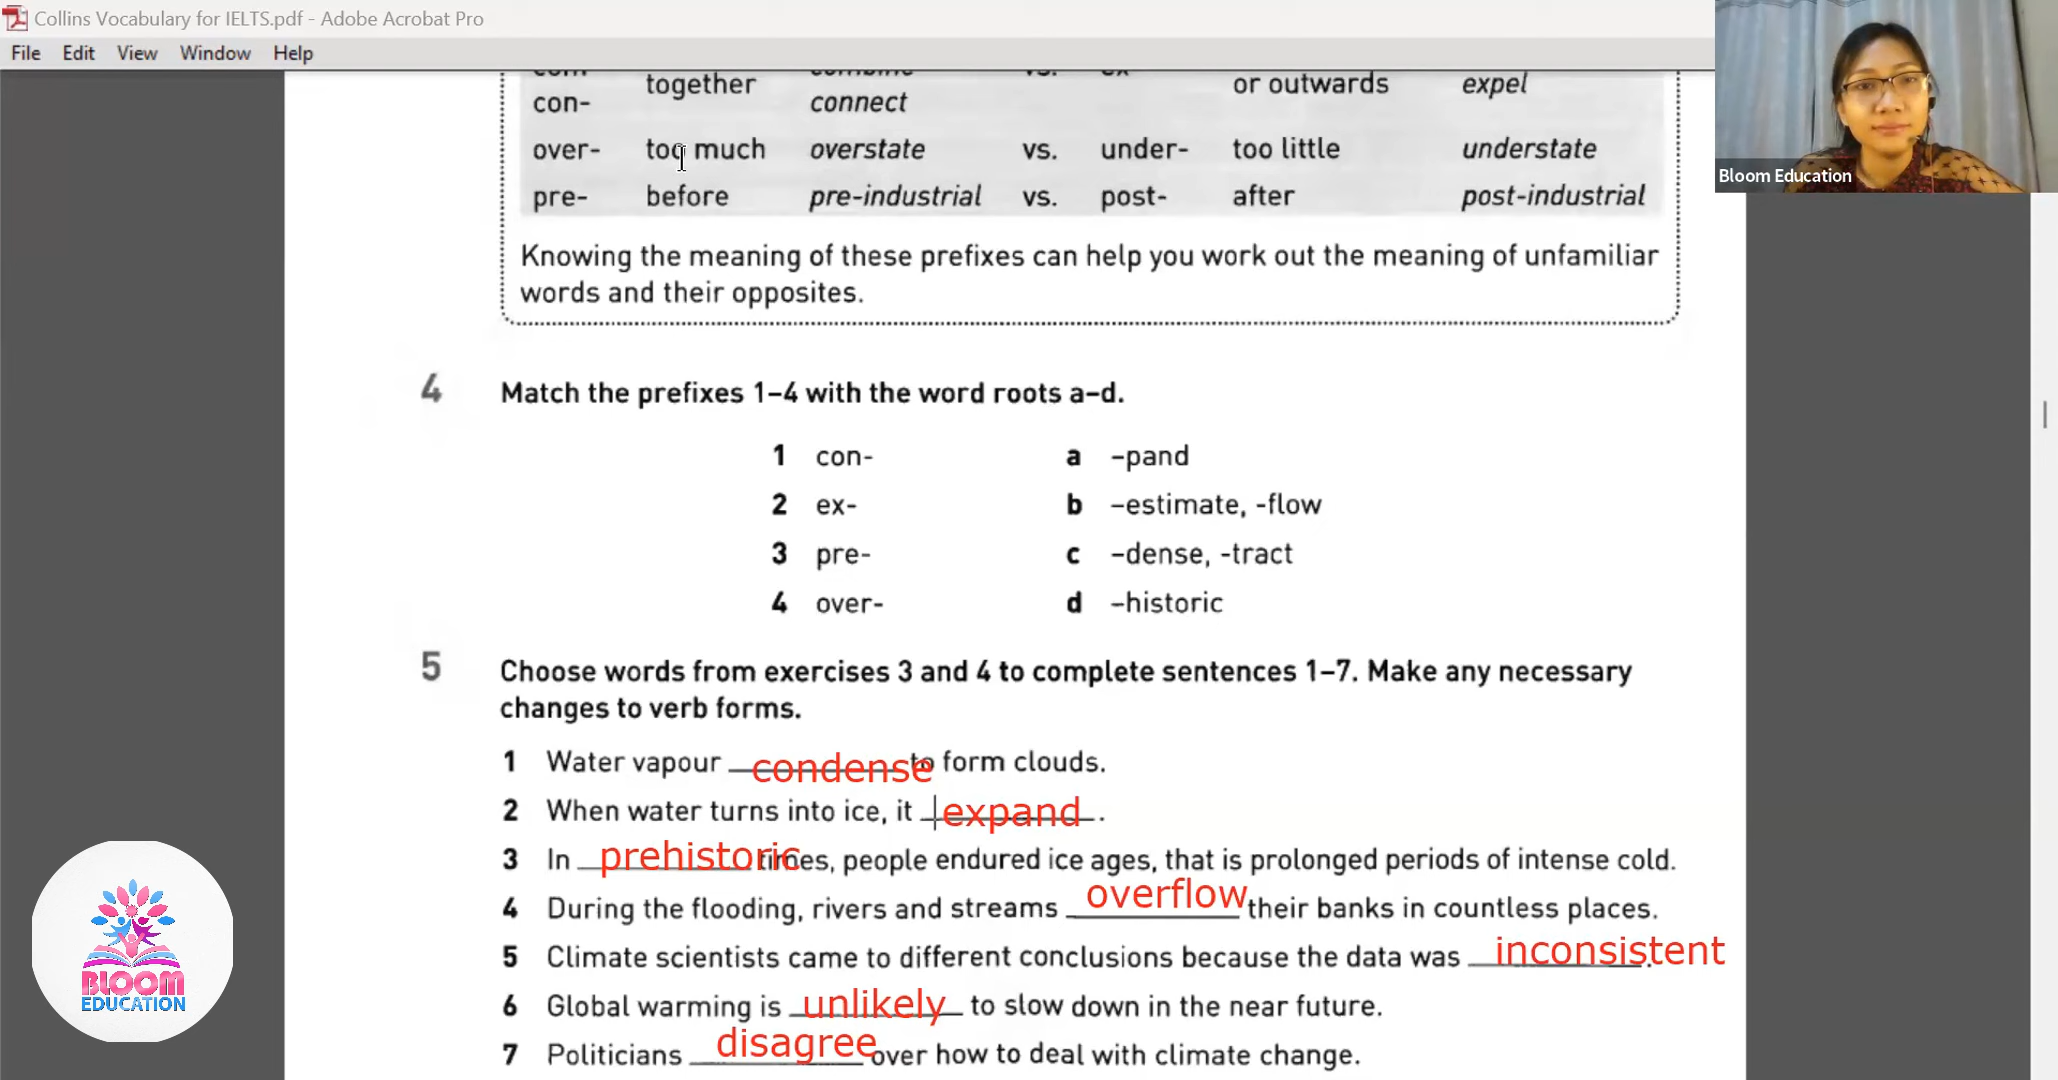 Collins Vocabulary for IELTS.pdf - Adobe Acrobat Pro
File Edit View Window Help
Bloom Education
together combine vs. ex- or outwards expel
con- connect
over- too much overstate vs. under- too little understate
pre- before pre-industrial vs. post- after post-industrial
Knowing the meaning of these prefixes can help you work out the meaning of unfamiliar
words and their opposites.
4 Match the prefixes 1–4 with the word roots a–d.
1 con- a –pand
2 ex- b –estimate, -flow
3 pre- c –dense, -tract
4 over- d –historic
5 Choose words from exercises 3 and 4 to complete sentences 1–7. Make any necessary
changes to verb forms.
1 Water vapour condense to form clouds.
2 When water turns into ice, it expand.
3 In prehistoric times, people endured ice ages, that is prolonged periods of intense cold.
4 During the flooding, rivers and streams overflow their banks in countless places.
5 Climate scientists came to different conclusions because the data was inconsistent.
6 Global warming is unlikely to slow down in the near future.
7 Politicians disagree over how to deal with climate change.
BLOOM
EDUCATION